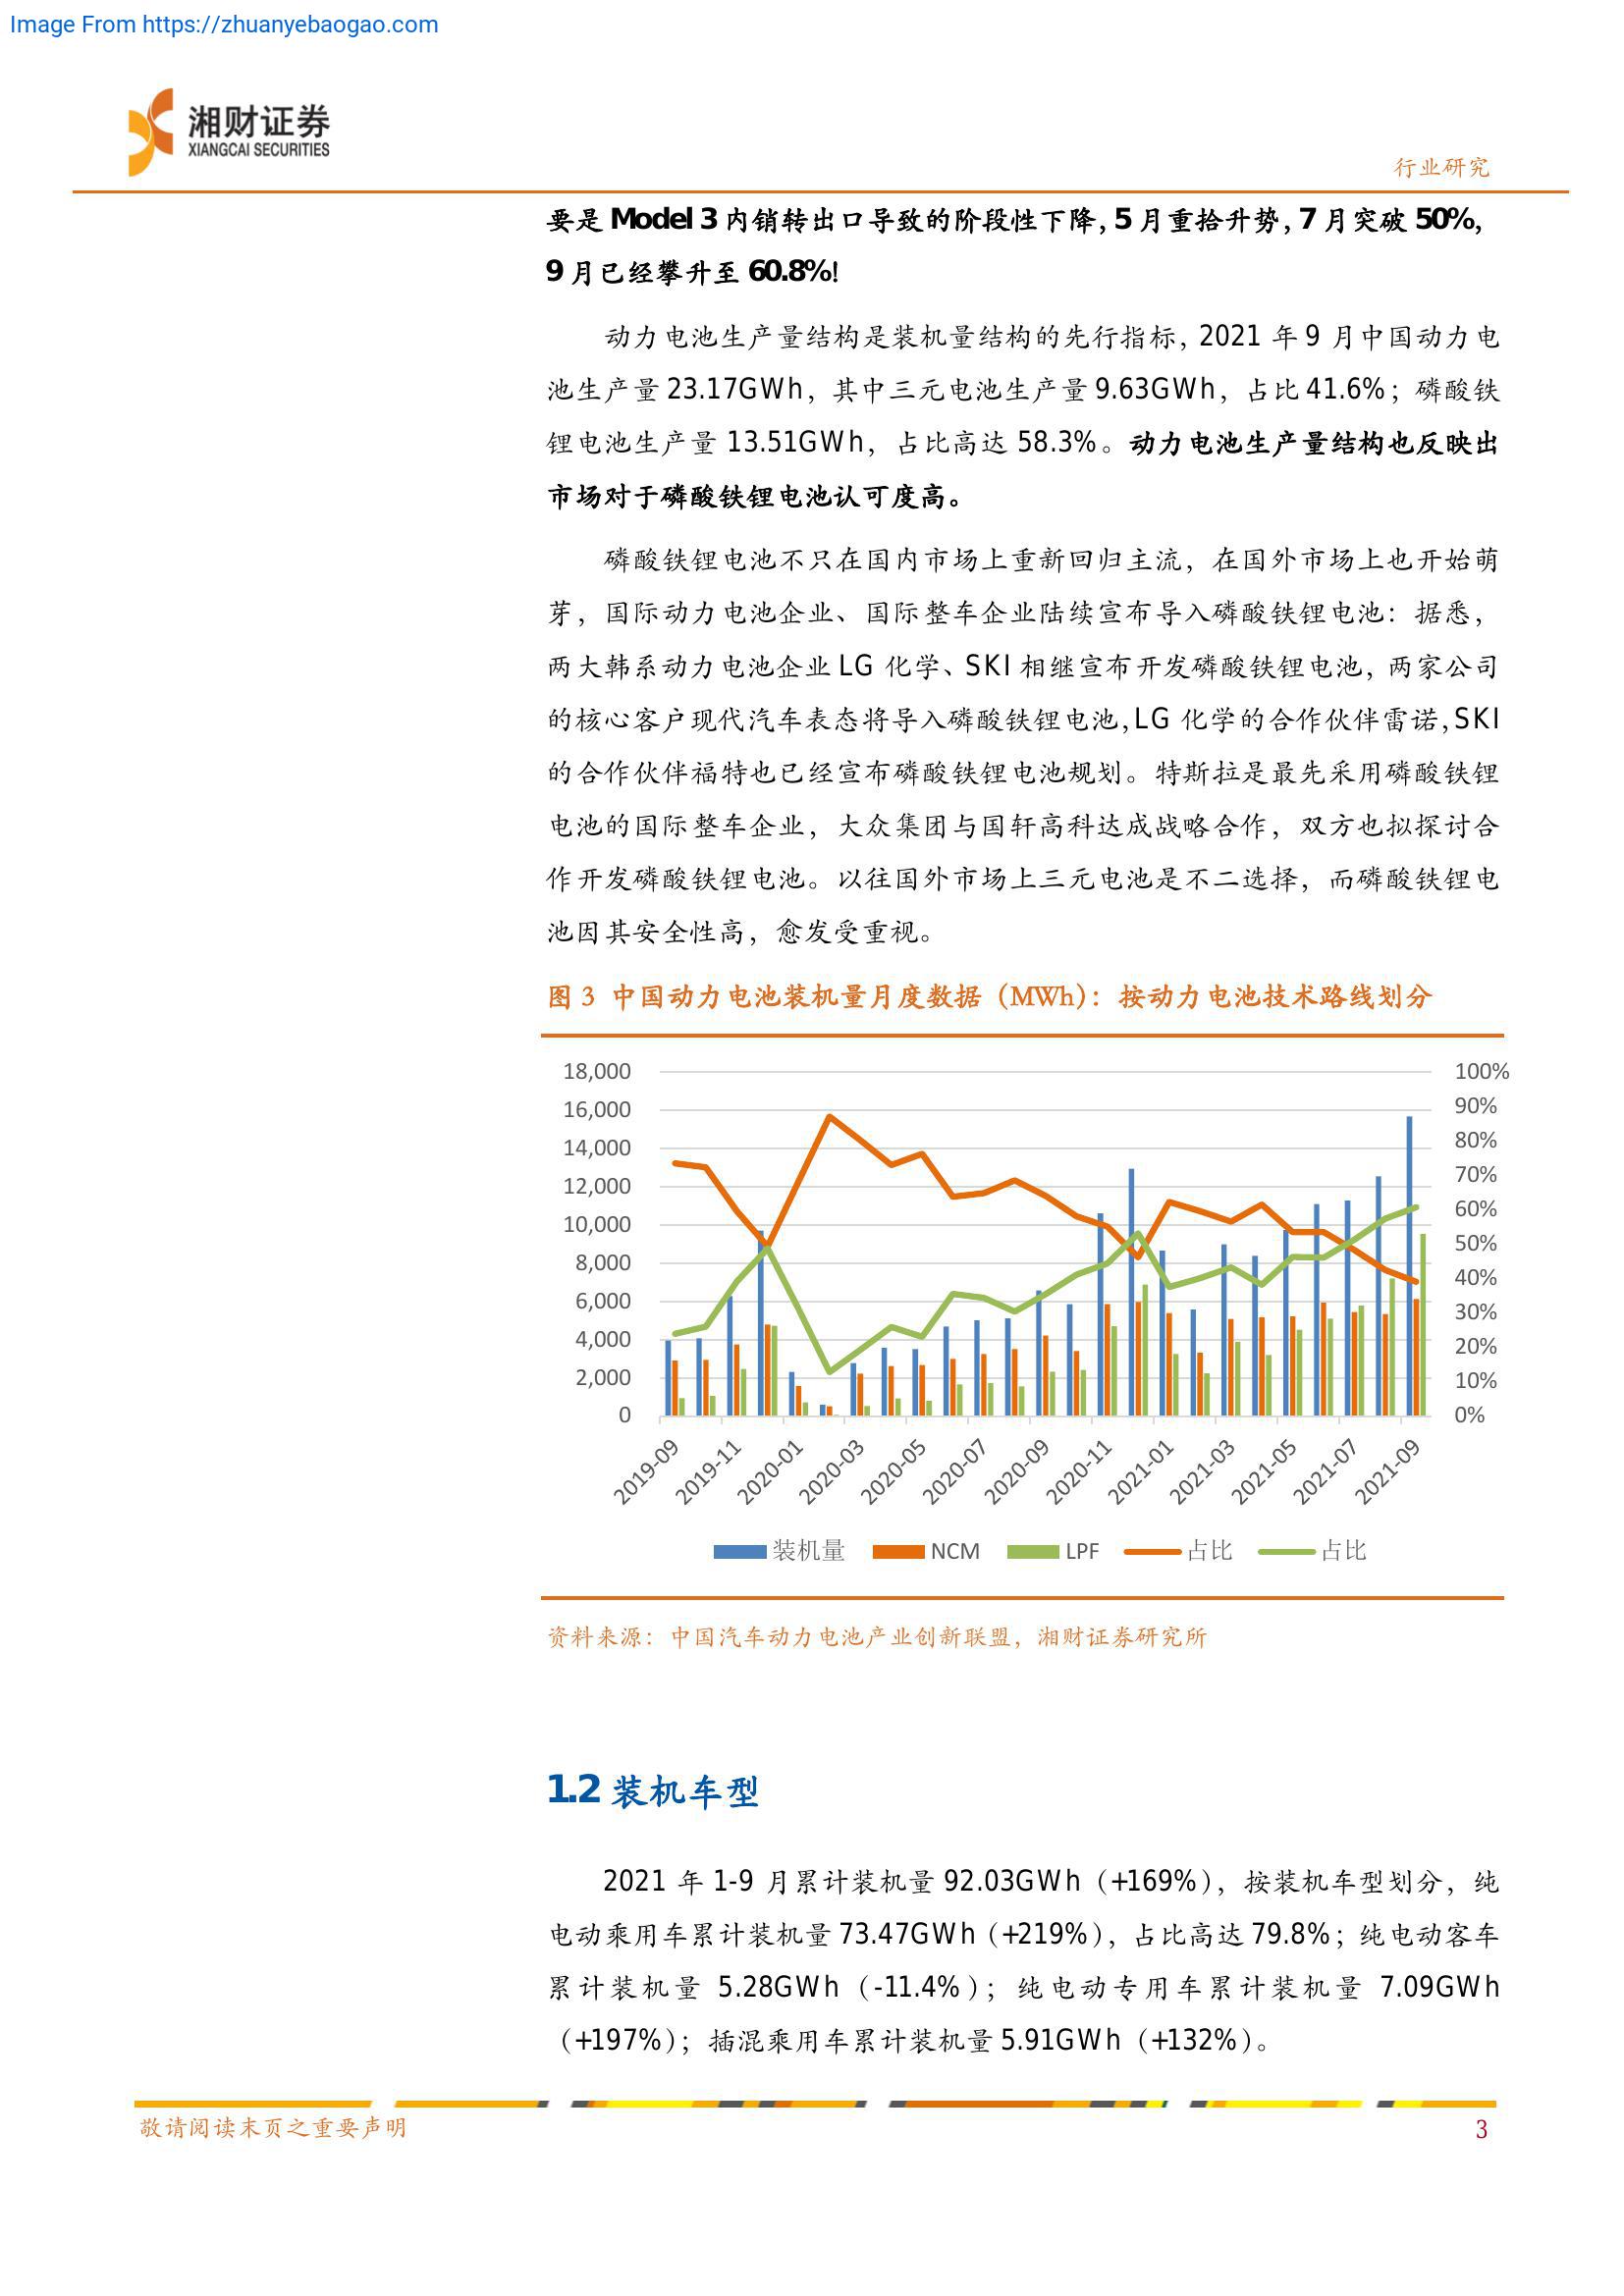 Image From https://zhuanyebaogao.com
湘财证券
XIANGCAI SECURITIES
行业研究
要是 Model 3 内销转出口导致的阶段性下降，5 月重拾升势，7 月突破 50%，
9 月已经攀升至 60.8%！
动力电池生产量结构是装机量结构的先行指标，2021 年 9 月中国动力电
池生产量 23.17GWh，其中三元电池生产量 9.63GWh，占比 41.6%；磷酸铁
锂电池生产量 13.51GWh，占比高达 58.3%。动力电池生产量结构也反映出
市场对于磷酸铁锂电池认可度高。
磷酸铁锂电池不只在国内市场上重新回归主流，在国外市场上也开始萌
芽，国际动力电池企业、国际整车企业陆续宣布导入磷酸铁锂电池：据悉，
两大韩系动力电池企业 LG 化学、SKI 相继宣布开发磷酸铁锂电池，两家公司
的核心客户现代汽车表态将导入磷酸铁锂电池，LG 化学的合作伙伴雷诺，SKI
的合作伙伴福特也已经宣布磷酸铁锂电池规划。特斯拉是最先采用磷酸铁锂
电池的国际整车企业，大众集团与国轩高科达成战略合作，双方也拟探讨合
作开发磷酸铁锂电池。以往国外市场上三元电池是不二选择，而磷酸铁锂电
池因其安全性高，愈发受重视。
图 3 中国动力电池装机量月度数据（MWh）：按动力电池技术路线划分
18,000
16,000
14,000
12,000
10,000
8,000
6,000
4,000
2,000
0
100%
90%
80%
70%
60%
50%
40%
30%
20%
10%
0%
2019-09
2019-11
2020-01
2020-03
2020-05
2020-07
2020-09
2020-11
2021-01
2021-03
2021-05
2021-07
2021-09
装机量 NCM LPF 占比 占比
资料来源：中国汽车动力电池产业创新联盟，湘财证券研究所
1.2 装机车型
2021 年 1-9 月累计装机量 92.03GWh（+169%），按装机车型划分，纯
电动乘用车累计装机量 73.47GWh（+219%），占比高达 79.8%；纯电动客车
累计装机量 5.28GWh（-11.4%）；纯电动专用车累计装机量 7.09GWh
（+197%）；插混乘用车累计装机量 5.91GWh（+132%）。
敬请阅读末页之重要声明
3